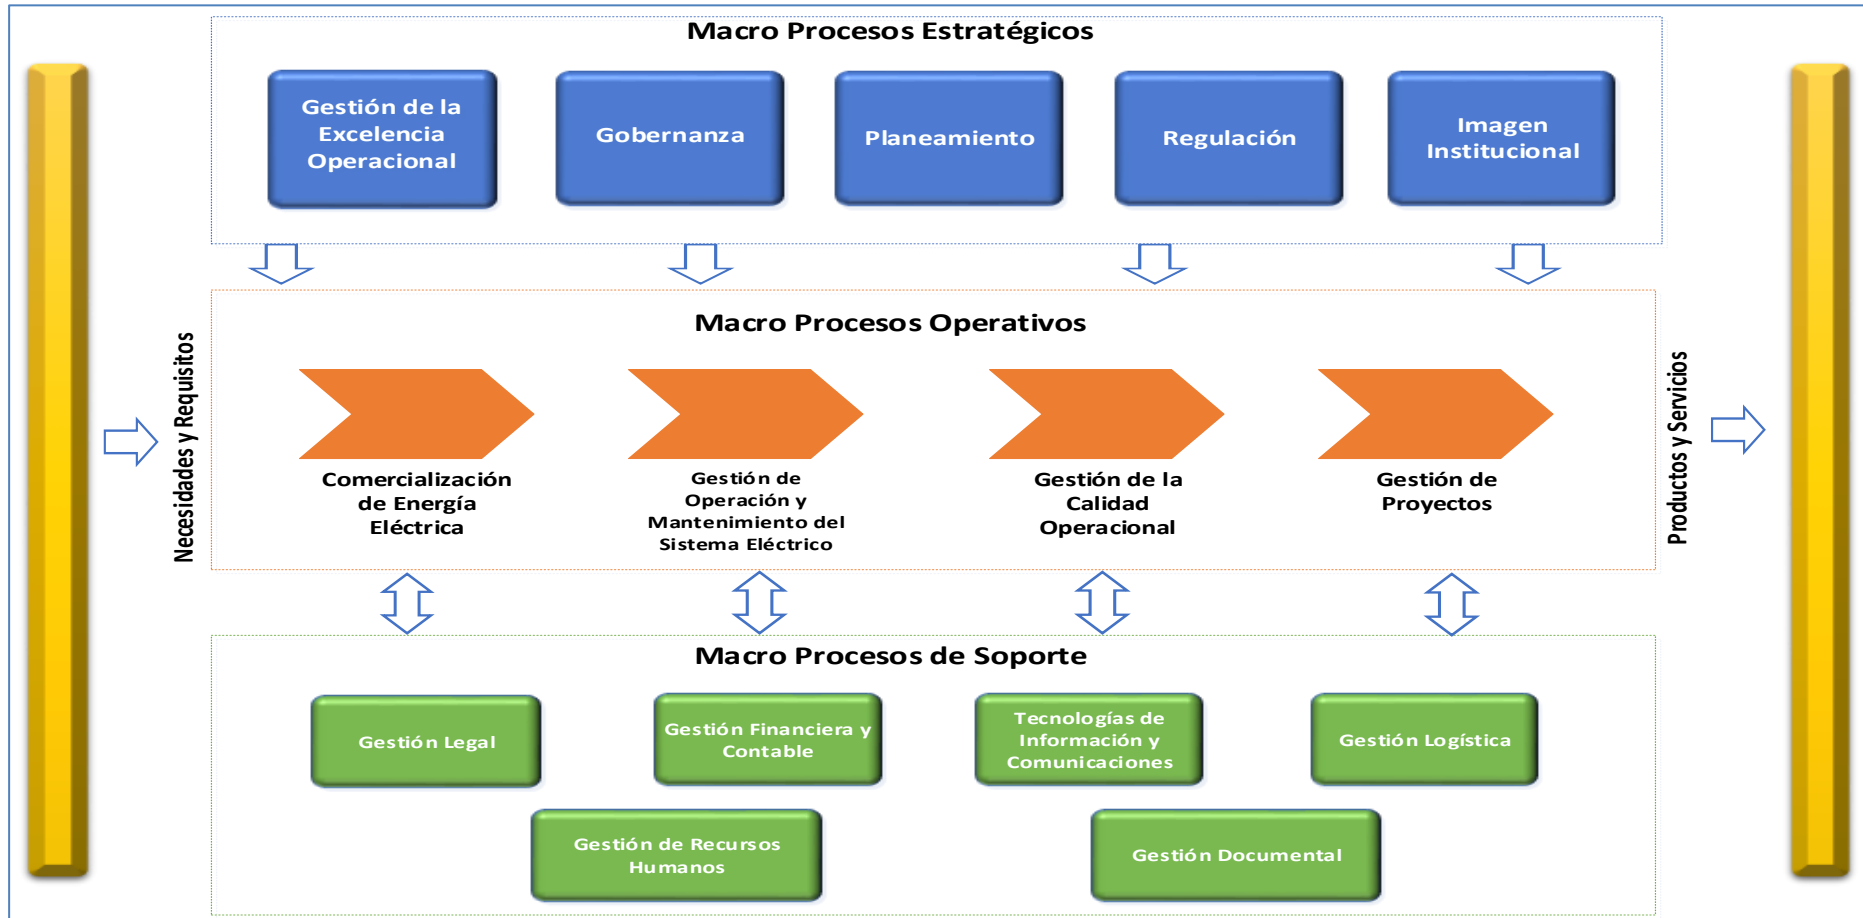 Macro Procesos Estratégicos
Gestión de la
Excelencia
Operacional
Gobernanza
Planeamiento
Regulación
Imagen
Institucional
Necesidades y Requisitos
Macro Procesos Operativos
Comercialización
de Energía
Eléctrica
Gestión de
Operación y
Mantenimiento del
Sistema Eléctrico
Gestión de la
Calidad
Operacional
Gestión de
Proyectos
Productos y Servicios
Macro Procesos de Soporte
Gestión Legal
Gestión Financiera y
Contable
Tecnologías de
Información y
Comunicaciones
Gestión Logística
Gestión de Recursos
Humanos
Gestión Documental